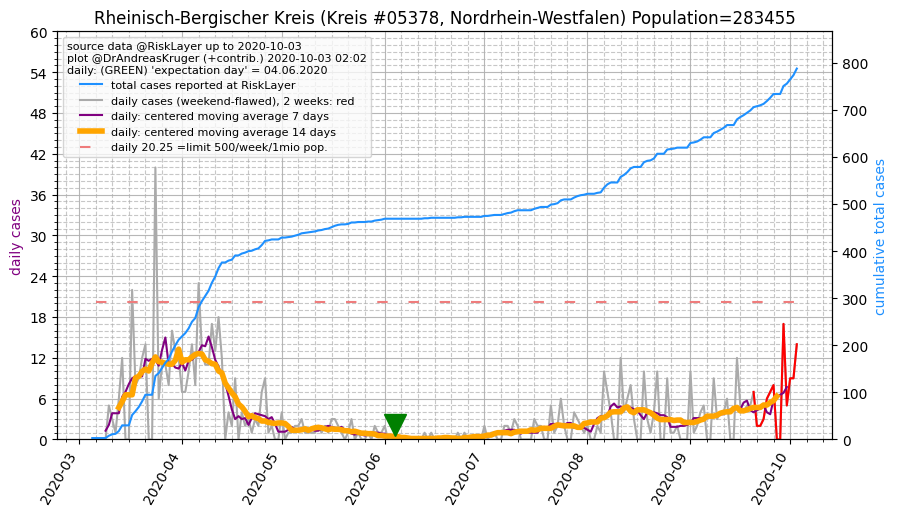 Rheinisch-Bergischer Kreis (Kreis #05378, Nordrhein-Westfalen) Population=283455
source data @RiskLayer up to 2020-10-03
plot @DrAndreasKruger (+contrib.) 2020-10-03 02:02
daily: (GREEN) 'expectation day' = 04.06.2020
total cases reported at RiskLayer
daily cases (weekend-flawed), 2 weeks: red
daily: centered moving average 7 days
daily: centered moving average 14 days
daily 20.25 =limit 500/week/1mio pop.
daily cases
60
54
48
42
36
30
24
18
12
6
0
cumulative total cases
800
700
600
500
400
300
200
100
0
2020-03
2020-04
2020-05
2020-06
2020-07
2020-08
2020-09
2020-10